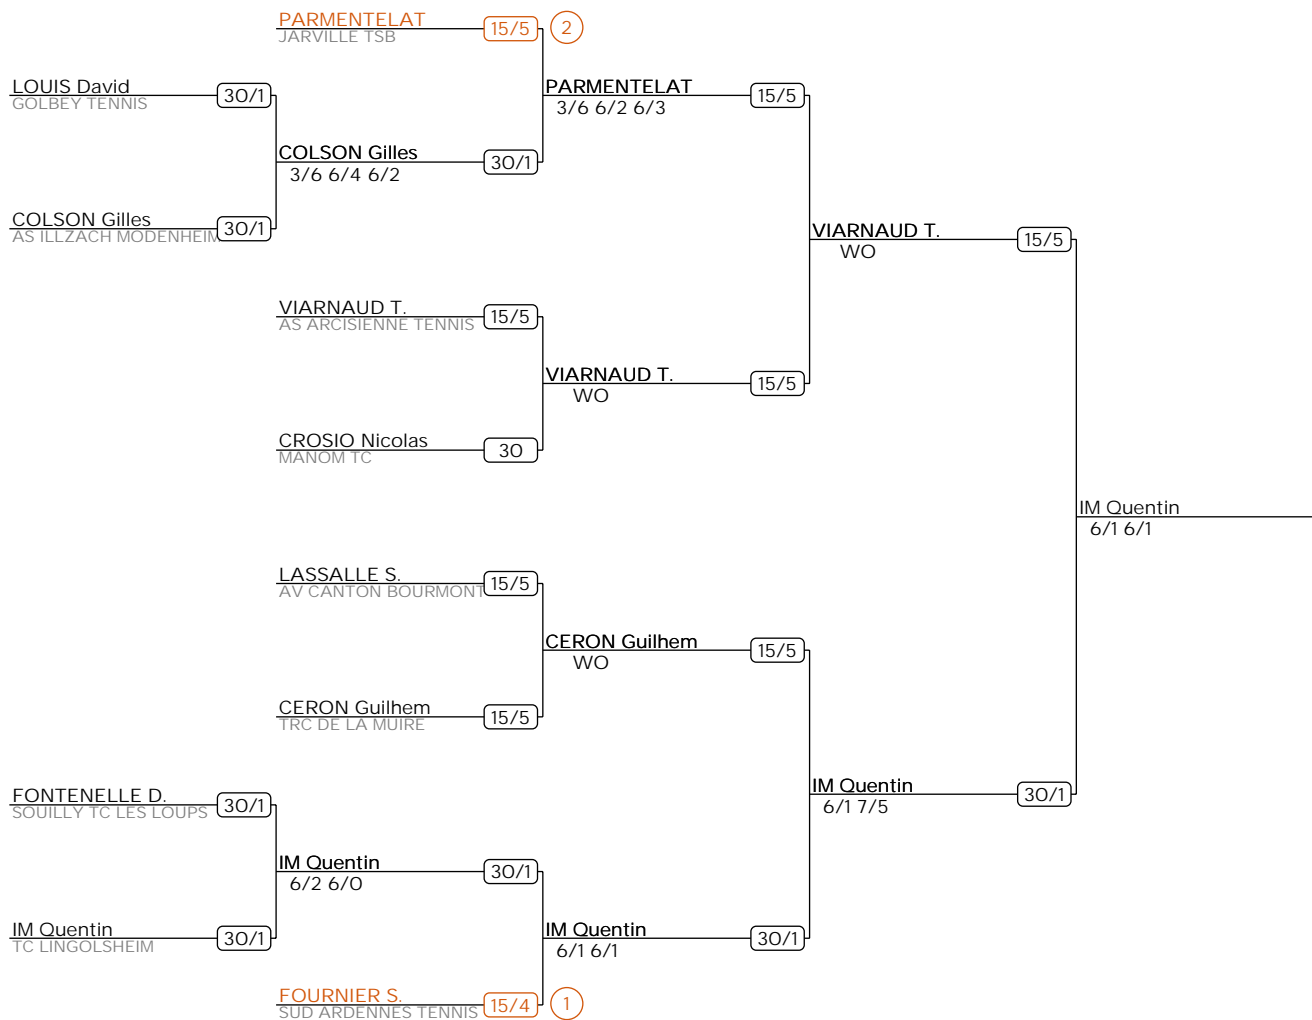 PARMENTELAT
JARVILLE TSB
15/5
2
LOUIS David
GOLBEY TENNIS
30/1
PARMENTELAT
3/6 6/2 6/3
15/5
COLSON Gilles
3/6 6/4 6/2
30/1
COLSON Gilles
AS ILLZACH MODENHEIM
30/1
VIARNAUD T.
WO
15/5
VIARNAUD T.
AS ARCISIENNE TENNIS
15/5
VIARNAUD T.
WO
15/5
CROSIO Nicolas
MANOM TC
30
IM Quentin
6/1 6/1
LASSALLE S.
AV CANTON BOURMONT
15/5
CERON Guilhem
WO
15/5
CERON Guilhem
TRC DE LA MUIRE
15/5
IM Quentin
6/1 7/5
30/1
FONTENELLE D.
SOUILLY TC LES LOUPS
30/1
IM Quentin
6/2 6/0
30/1
IM Quentin
TC LINGOLSHEIM
30/1
IM Quentin
6/1 6/1
30/1
FOURNIER S.
SUD ARDENNES TENNIS
15/4
1